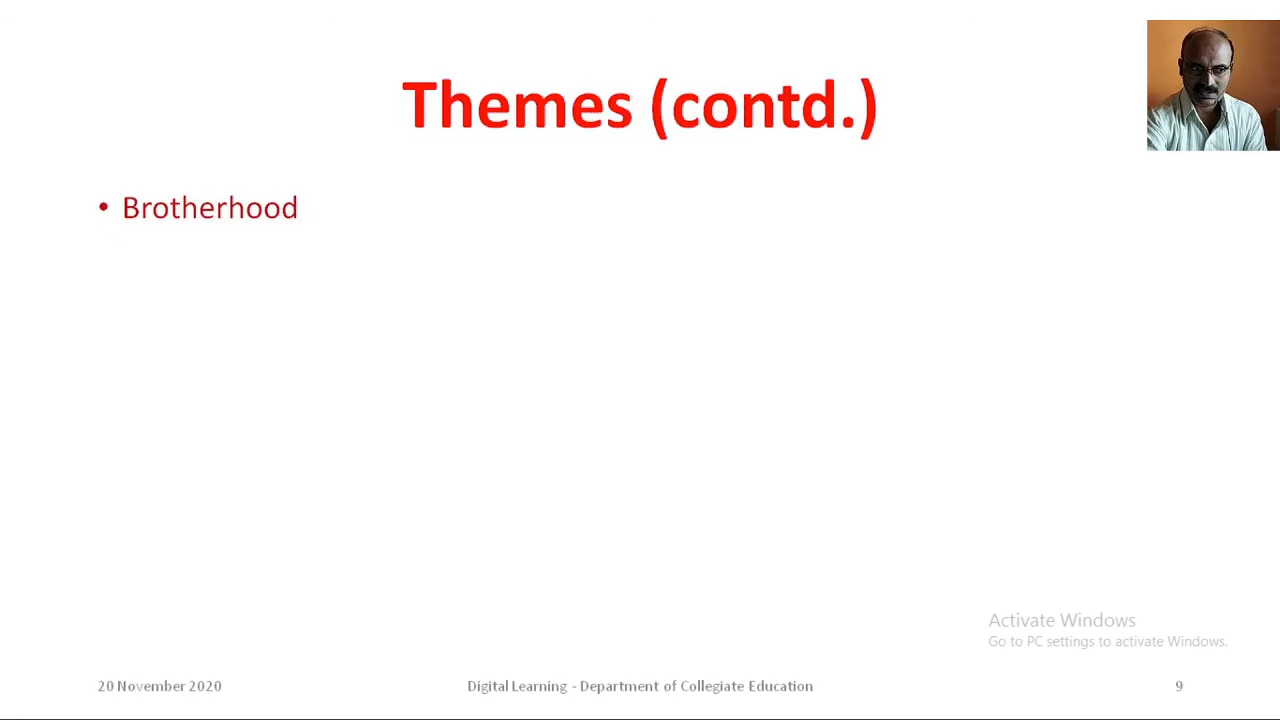 Themes (contd.)
• Brotherhood
Activate Windows
Go to PC settings to activate Windows.
20 November 2020
Digital Learning - Department of Collegiate Education
9